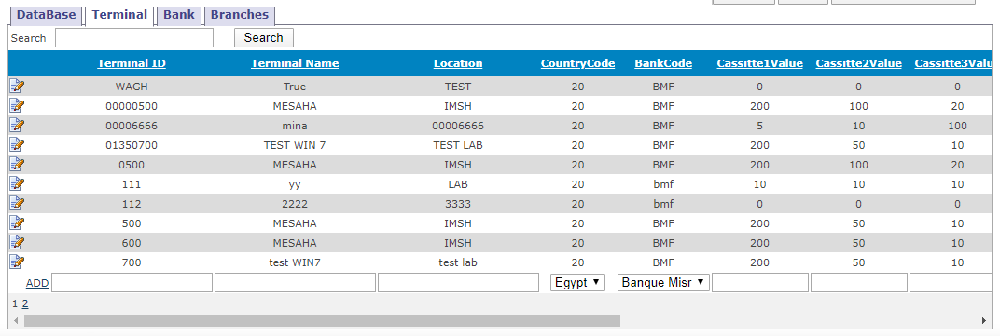 DataBase Terminal Bank Branches
Search Search
Terminal ID Terminal Name Location CountryCode BankCode Cassitte1Value Cassitte2Value Cassitte3Valu
WAGH True TEST 20 BMF 0 0 0
00000500 MESAHA IMSH 20 BMF 200 100 20
00006666 mina 00006666 20 BMF 5 10 100
01350700 TEST WIN 7 TEST LAB 20 BMF 200 50 10
0500 MESAHA IMSH 20 BMF 200 100 20
111 yy LAB 20 bmf 10 10 10
112 2222 3333 20 bmf 0 0 0
500 MESAHA IMSH 20 BMF 200 50 10
600 MESAHA IMSH 20 BMF 200 50 10
700 test WIN7 test lab 20 BMF 200 50 10
ADD Egypt Banque Misr
1 2